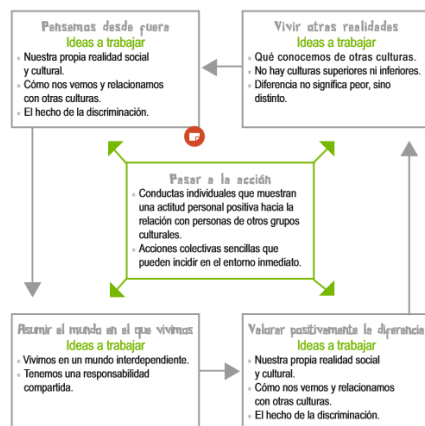 Pensemos desde fuera
Ideas a trabajar
Nuestra propia realidad social
y cultural.
Cómo nos vemos y relacionamos
con otras culturas.
El hecho de la discriminación.
Vivir otras realidades
Ideas a trabajar
Qué conocemos de otras culturas.
No hay culturas superiores ni inferiores.
Diferencia no significa peor, sino
distinto.
Pasar a la acción
Conductas individuales que muestran
una actitud personal positiva hacia la
relación con personas de otros grupos
culturales.
Acciones colectivas sencillas que
pueden incidir en el entorno inmediato.
Asumir el mundo en el que vivimos
Ideas a trabajar
Vivimos en un mundo interdependiente.
Tenemos una responsabilidad
compartida.
Valorar positivamente la diferencia
Ideas a trabajar
Nuestra propia realidad social
y cultural.
Cómo nos vemos y relacionamos
con otras culturas.
El hecho de la discriminación.